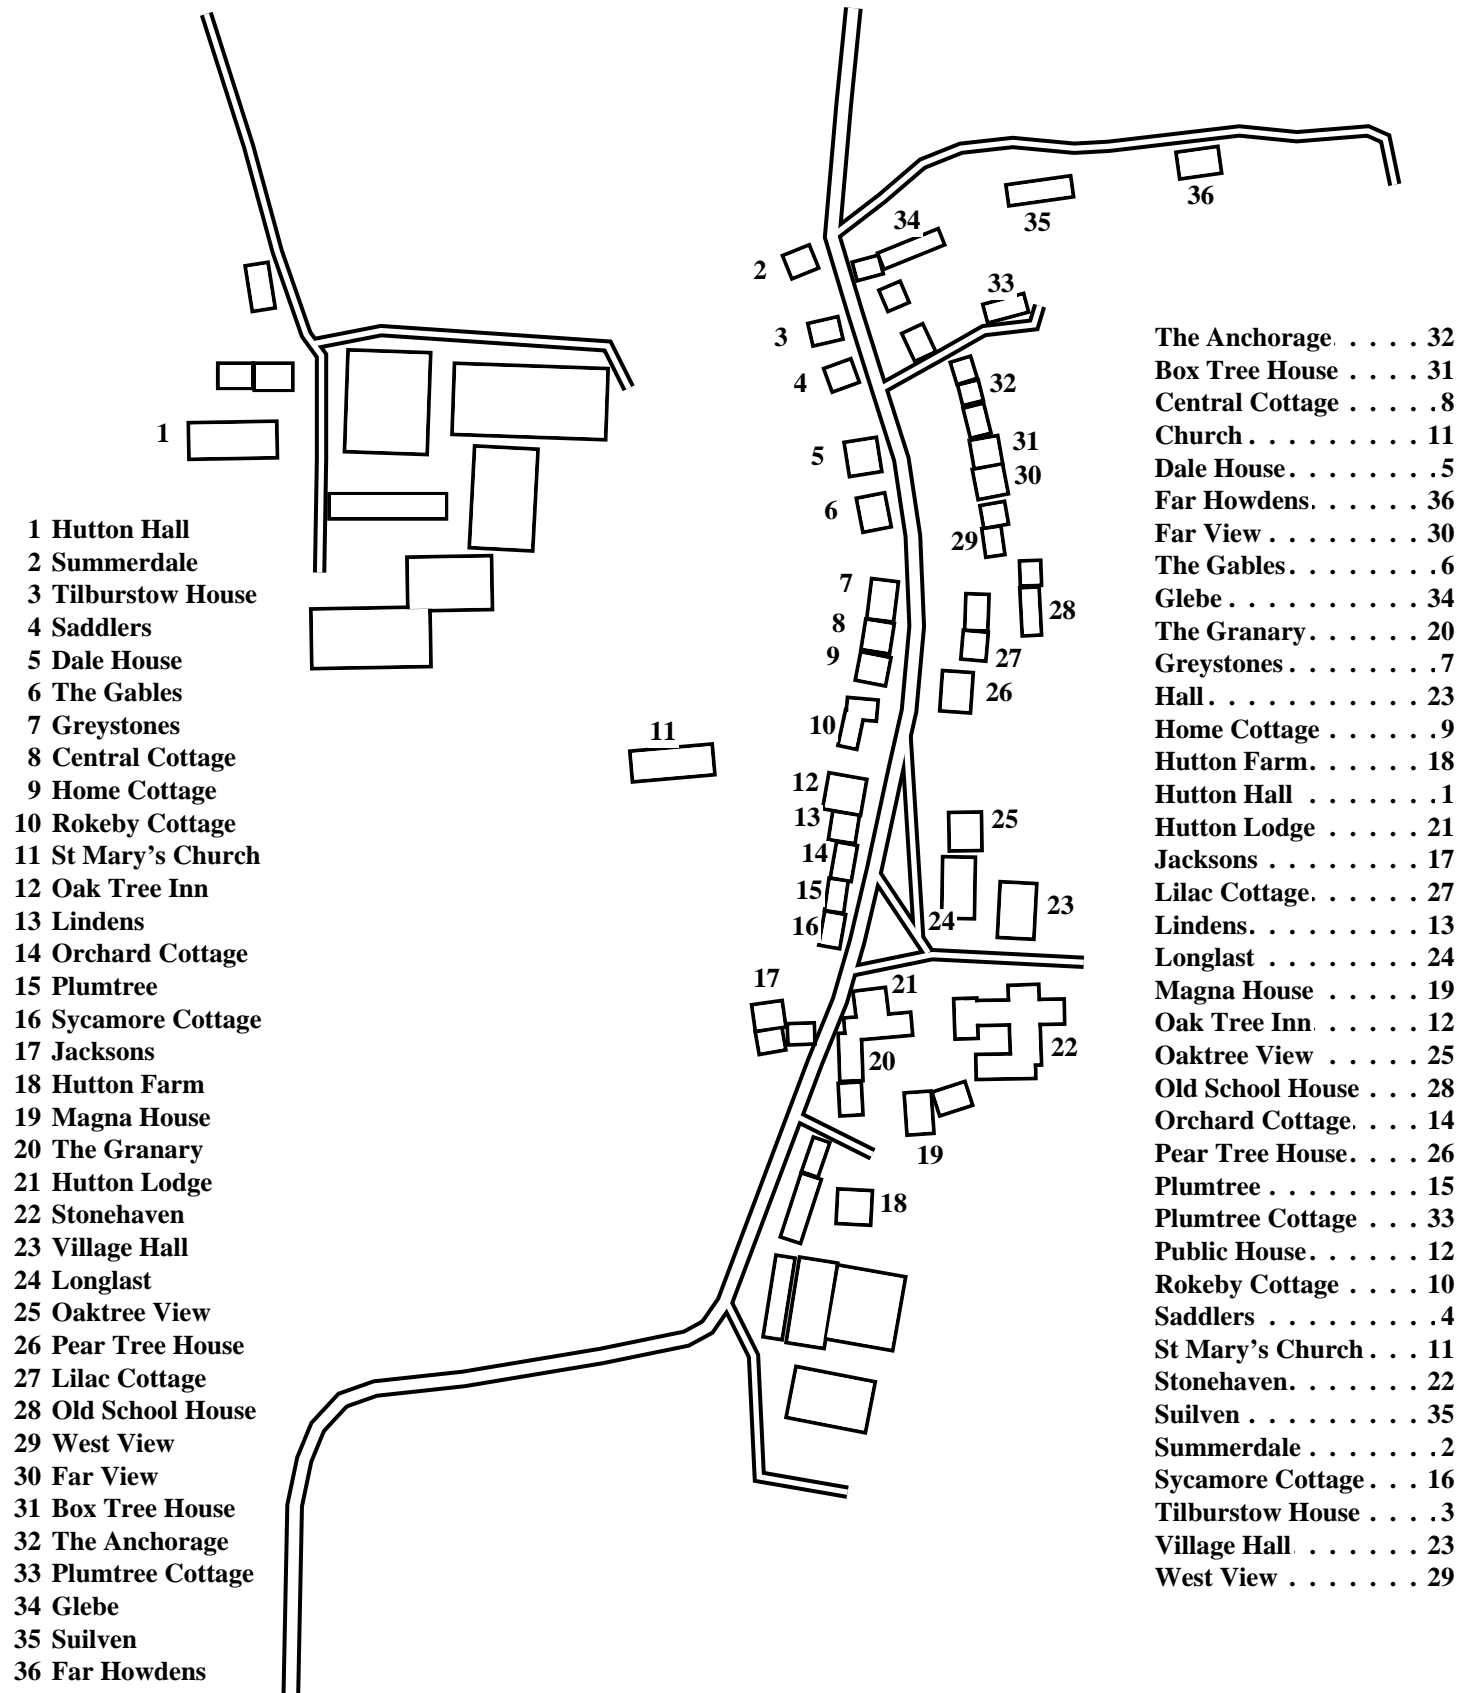 34
36
35
2
33
3
4
32
1
5
31
30
6
29
7
28
8
27
9
26
10
11
12
25
13
14
15
23
24
16
17
21
22
20
19
18
1 Hutton Hall
2 Summerdale
3 Tilburstow House
4 Saddlers
5 Dale House
6 The Gables
7 Greystones
8 Central Cottage
9 Home Cottage
10 Rokeby Cottage
11 St Mary’s Church
12 Oak Tree Inn
13 Lindens
14 Orchard Cottage
15 Plumtree
16 Sycamore Cottage
17 Jacksons
18 Hutton Farm
19 Magna House
20 The Granary
21 Hutton Lodge
22 Stonehaven
23 Village Hall
24 Longlast
25 Oaktree View
26 Pear Tree House
27 Lilac Cottage
28 Old School House
29 West View
30 Far View
31 Box Tree House
32 The Anchorage
33 Plumtree Cottage
34 Glebe
35 Suilven
36 Far Howdens
The Anchorage. . . . . 32
Box Tree House . . . . 31
Central Cottage . . . . .8
Church . . . . . . . . . 11
Dale House. . . . . . . .5
Far Howdens. . . . . . 36
Far View . . . . . . . . 30
The Gables. . . . . . . .6
Glebe . . . . . . . . . . 34
The Granary. . . . . . 20
Greystones . . . . . . . .7
Hall . . . . . . . . . . . 23
Home Cottage . . . . . .9
Hutton Farm. . . . . . 18
Hutton Hall . . . . . . .1
Hutton Lodge . . . . . 21
Jacksons . . . . . . . . 17
Lilac Cottage. . . . . . 27
Lindens. . . . . . . . . 13
Longlast . . . . . . . . 24
Magna House . . . . . 19
Oak Tree Inn. . . . . . 12
Oaktree View . . . . . 25
Old School House . . . 28
Orchard Cottage. . . . 14
Pear Tree House. . . . 26
Plumtree . . . . . . . . 15
Plumtree Cottage . . . 33
Public House. . . . . . 12
Rokeby Cottage . . . . 10
Saddlers . . . . . . . . .4
St Mary’s Church . . . 11
Stonehaven. . . . . . . 22
Suilven . . . . . . . . . 35
Summerdale . . . . . . .2
Sycamore Cottage . . . 16
Tilburstow House . . . .3
Village Hall. . . . . . . 23
West View . . . . . . . 29